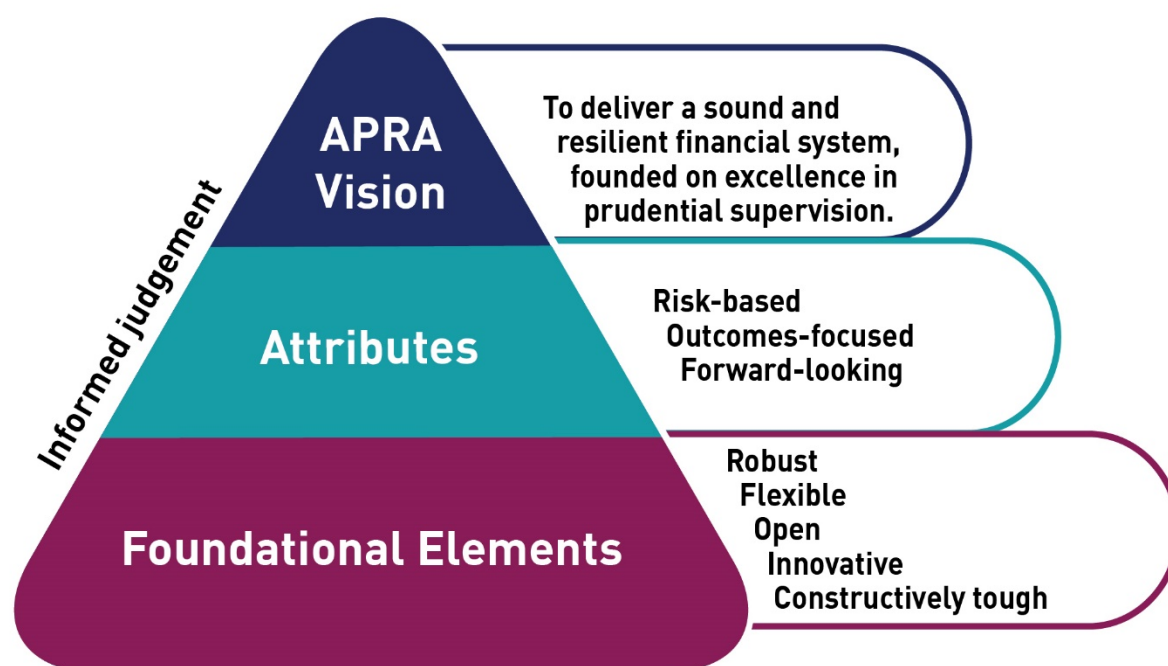 APRA
Vision
To deliver a sound and
resilient financial system,
founded on excellence in
prudential supervision.
Informed judgement
Attributes
Risk-based
Outcomes-focused
Forward-looking
Foundational Elements
Robust
Flexible
Open
Innovative
Constructively tough